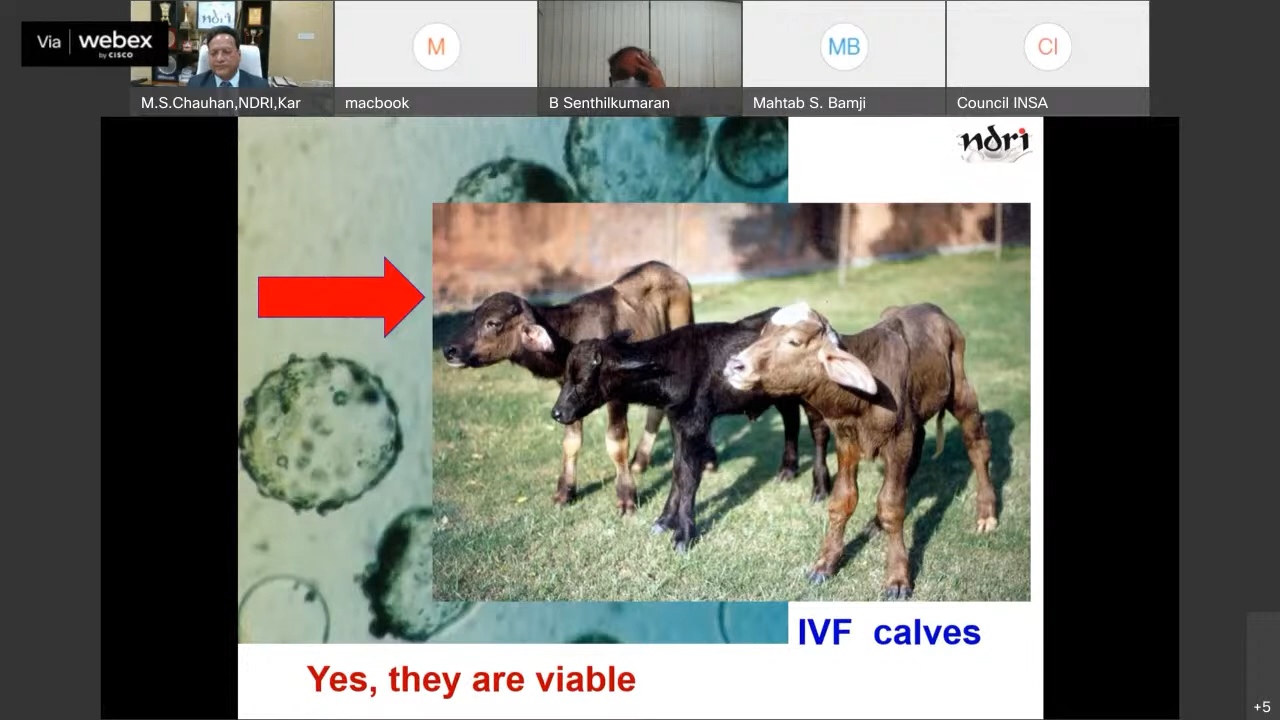 Via webex
by CISCO
ndri
M.S.Chauhan,NDRI,Kar
M
macbook
B Senthilkumaran
MB
Mahtab S. Bamji
CI
Council INSA
ndri
IVF calves
Yes, they are viable
+5